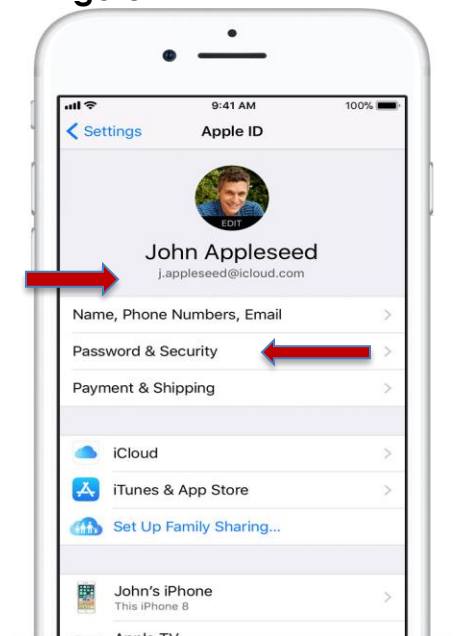 9:41 AM
100%
Settings
Apple ID
EDIT
John Appleseed
j.appleseed@icloud.com
Name, Phone Numbers, Email
Password & Security
Payment & Shipping
iCloud
iTunes & App Store
Set Up Family Sharing...
John's iPhone
This iPhone 8